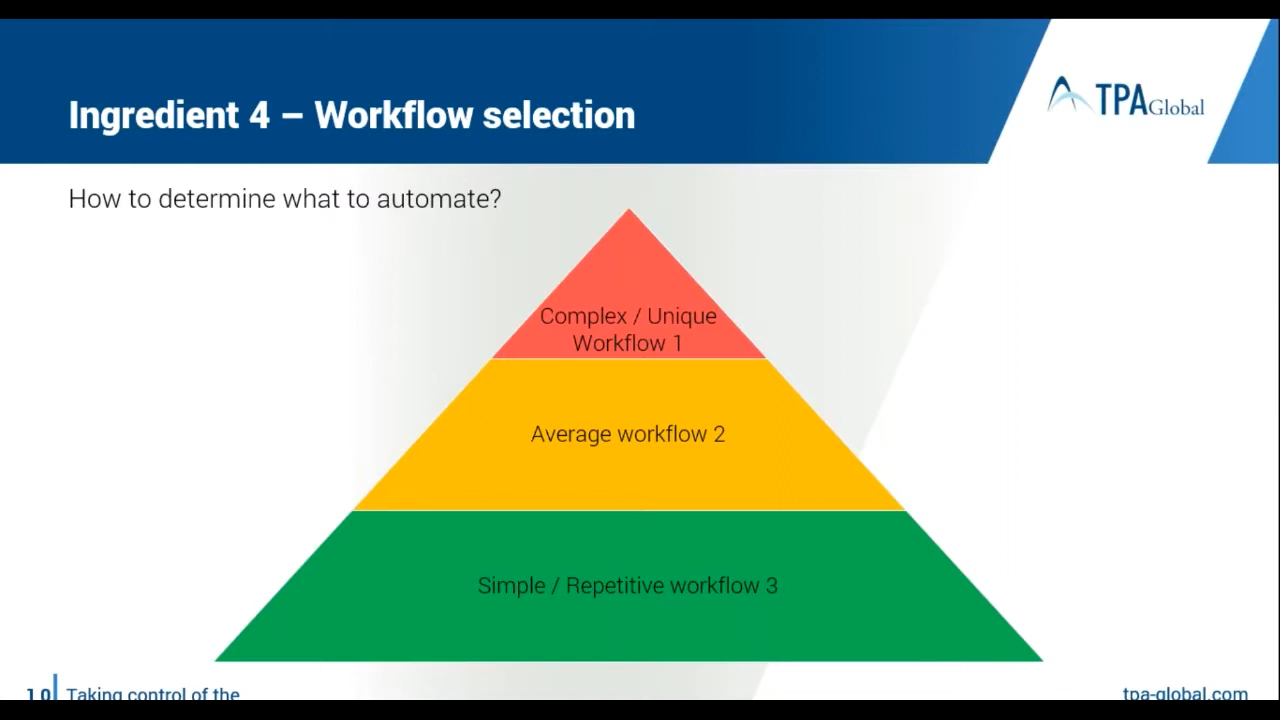 Ingredient 4 – Workflow selection
TPA Global
How to determine what to automate?
Complex / Unique
Workflow 1
Average workflow 2
Simple / Repetitive workflow 3
10
Taking control of the
tpa-global.com